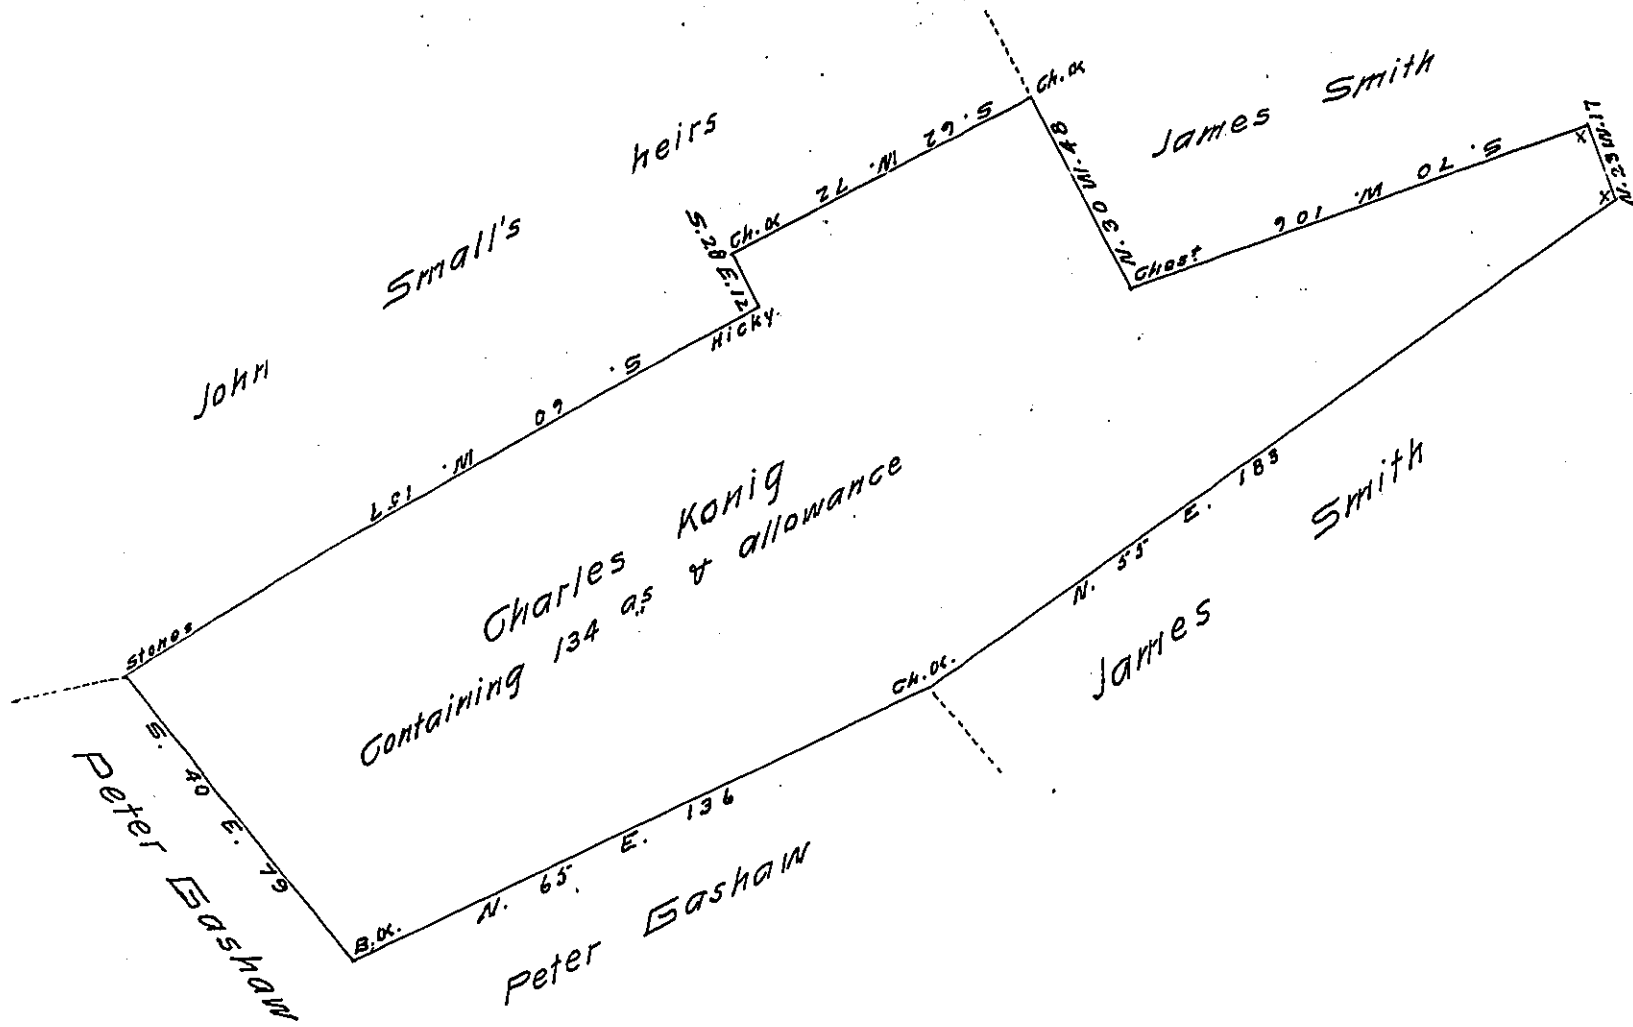 Ch.O.
James Smith
N.23W.17
x
x
S. 70 W. 106
N. 30 W. 48
Chest
S. 62 W. 72
Ch.O.
S. 28 E. 12
Hicky.
John Small's heirs
S. 60 W. 157
Stones
Charles Konig
Containing 134 as & allowance
N. 55 E. 183
James Smith
Ch.O.
S. 40 E. 79
Peter Gashaw
B.O.
N. 65 E. 136
Peter Gashaw